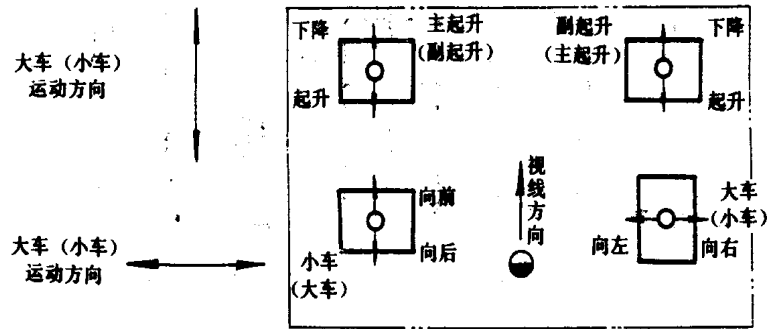 大车（小车）
运动方向
下降
主起升
（副起升）
起升
副起升
（主起升）
下降
起升
大车（小车）
运动方向
向前
向后
小车
（大车）
视线方向
大车
（小车）
向左
向右